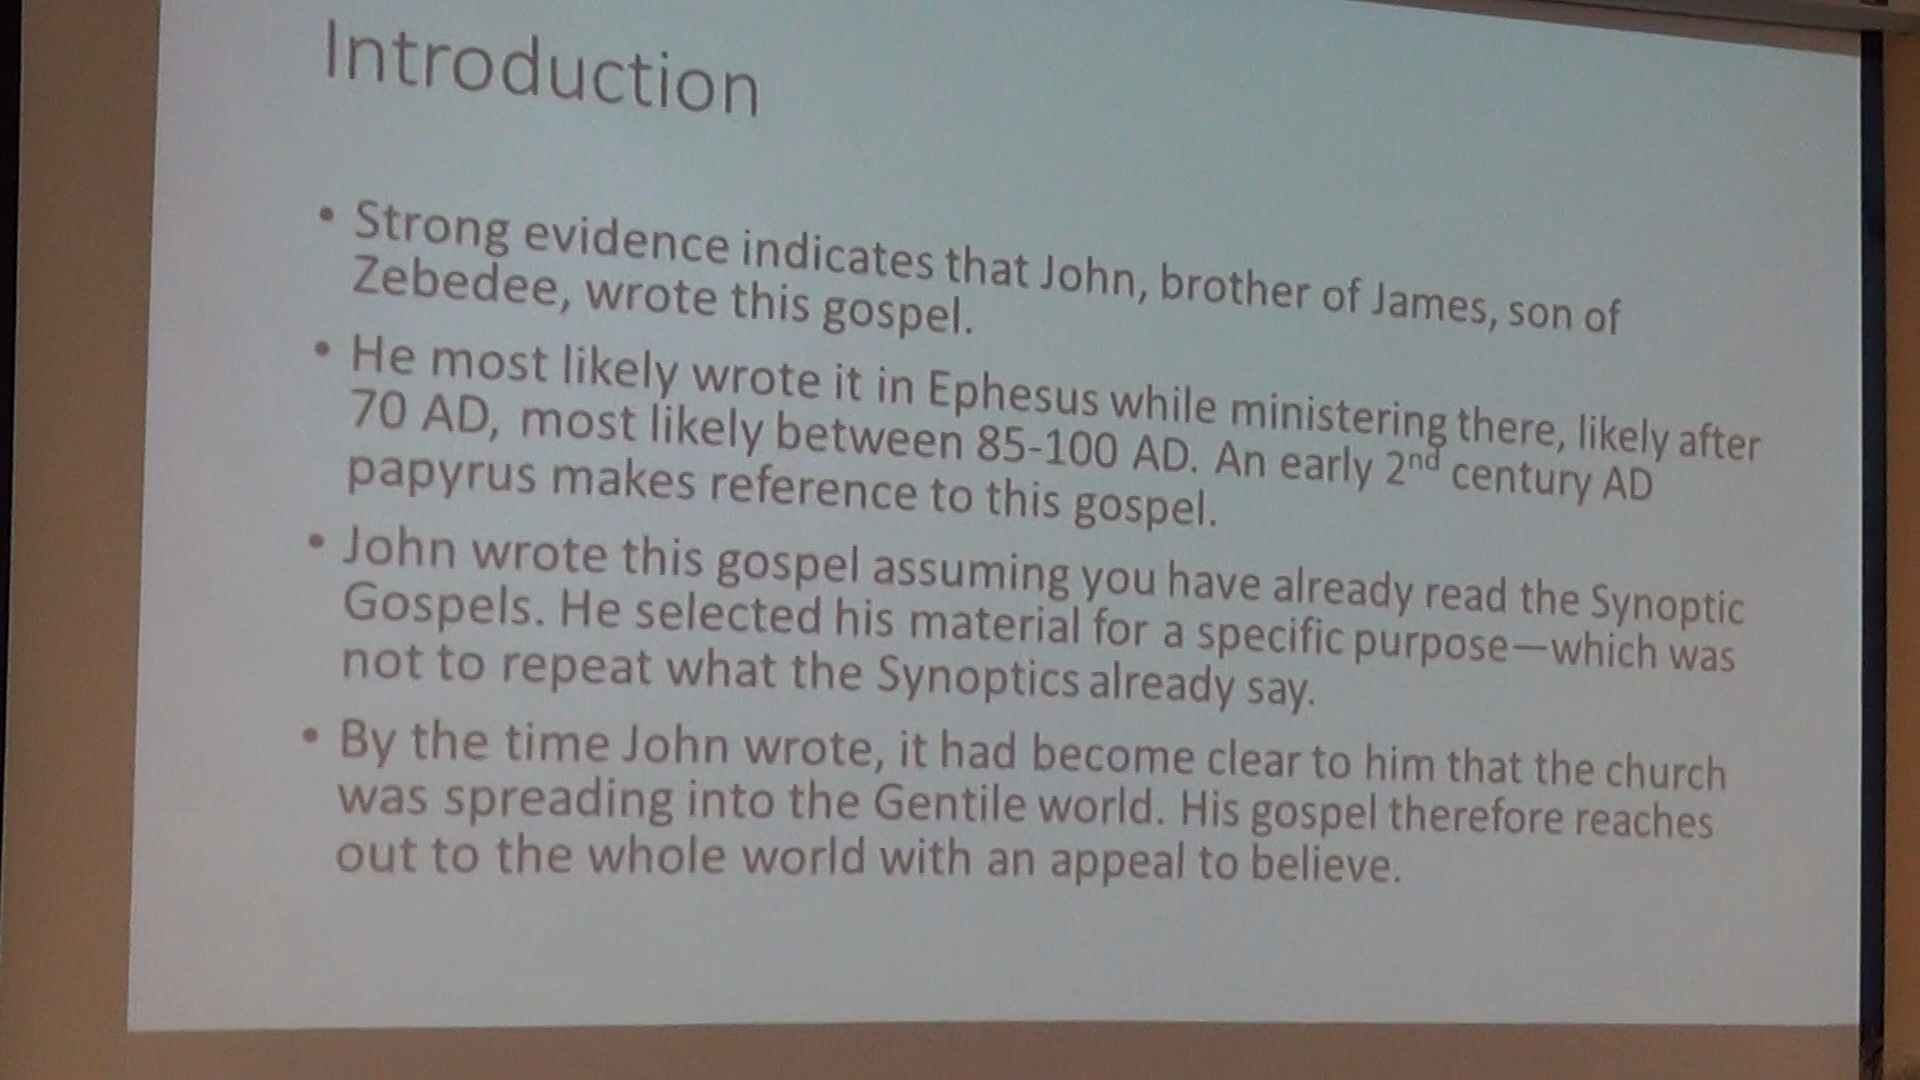 Introduction
• Strong evidence indicates that John, brother of James, son of
Zebedee, wrote this gospel.
• He most likely wrote it in Ephesus while ministering there, likely after
70 AD, most likely between 85-100 AD. An early 2nd century AD
papyrus makes reference to this gospel.
• John wrote this gospel assuming you have already read the Synoptic
Gospels. He selected his material for a specific purpose—which was
not to repeat what the Synoptics already say.
• By the time John wrote, it had become clear to him that the church
was spreading into the Gentile world. His gospel therefore reaches
out to the whole world with an appeal to believe.